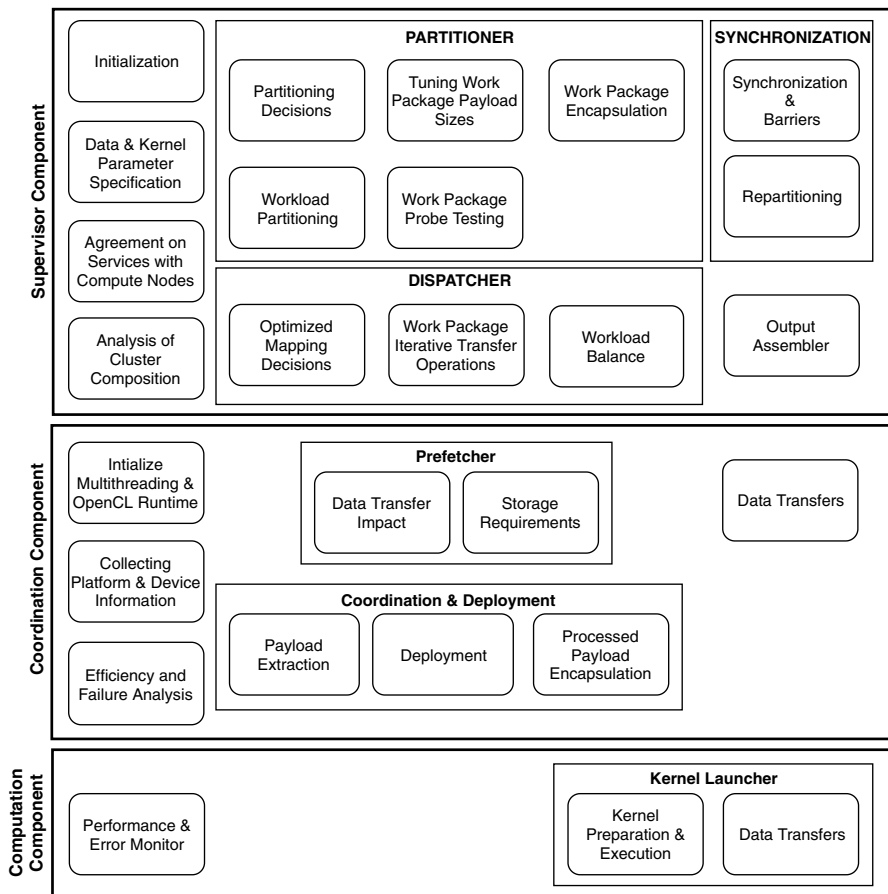 Supervisor Component
Initialization
Data & Kernel
Parameter
Specification
Agreement on
Services with
Compute Nodes
Analysis of
Cluster
Composition
PARTITIONER
Partitioning
Decisions
Tuning Work
Package Payload
Sizes
Work Package
Encapsulation
Workload
Partitioning
Work Package
Probe Testing
SYNCHRONIZATION
Synchronization
&
Barriers
Repartitioning
DISPATCHER
Optimized
Mapping
Decisions
Work Package
Iterative Transfer
Operations
Workload
Balance
Output
Assembler
Coordination Component
Intialize
Multithreading &
OpenCL Runtime
Collecting
Platform & Device
Information
Efficiency and
Failure Analysis
Prefetcher
Data Transfer
Impact
Storage
Requirements
Data Transfers
Coordination & Deployment
Payload
Extraction
Deployment
Processed
Payload
Encapsulation
Computation
Component
Performance &
Error Monitor
Kernel Launcher
Kernel
Preparation &
Execution
Data Transfers